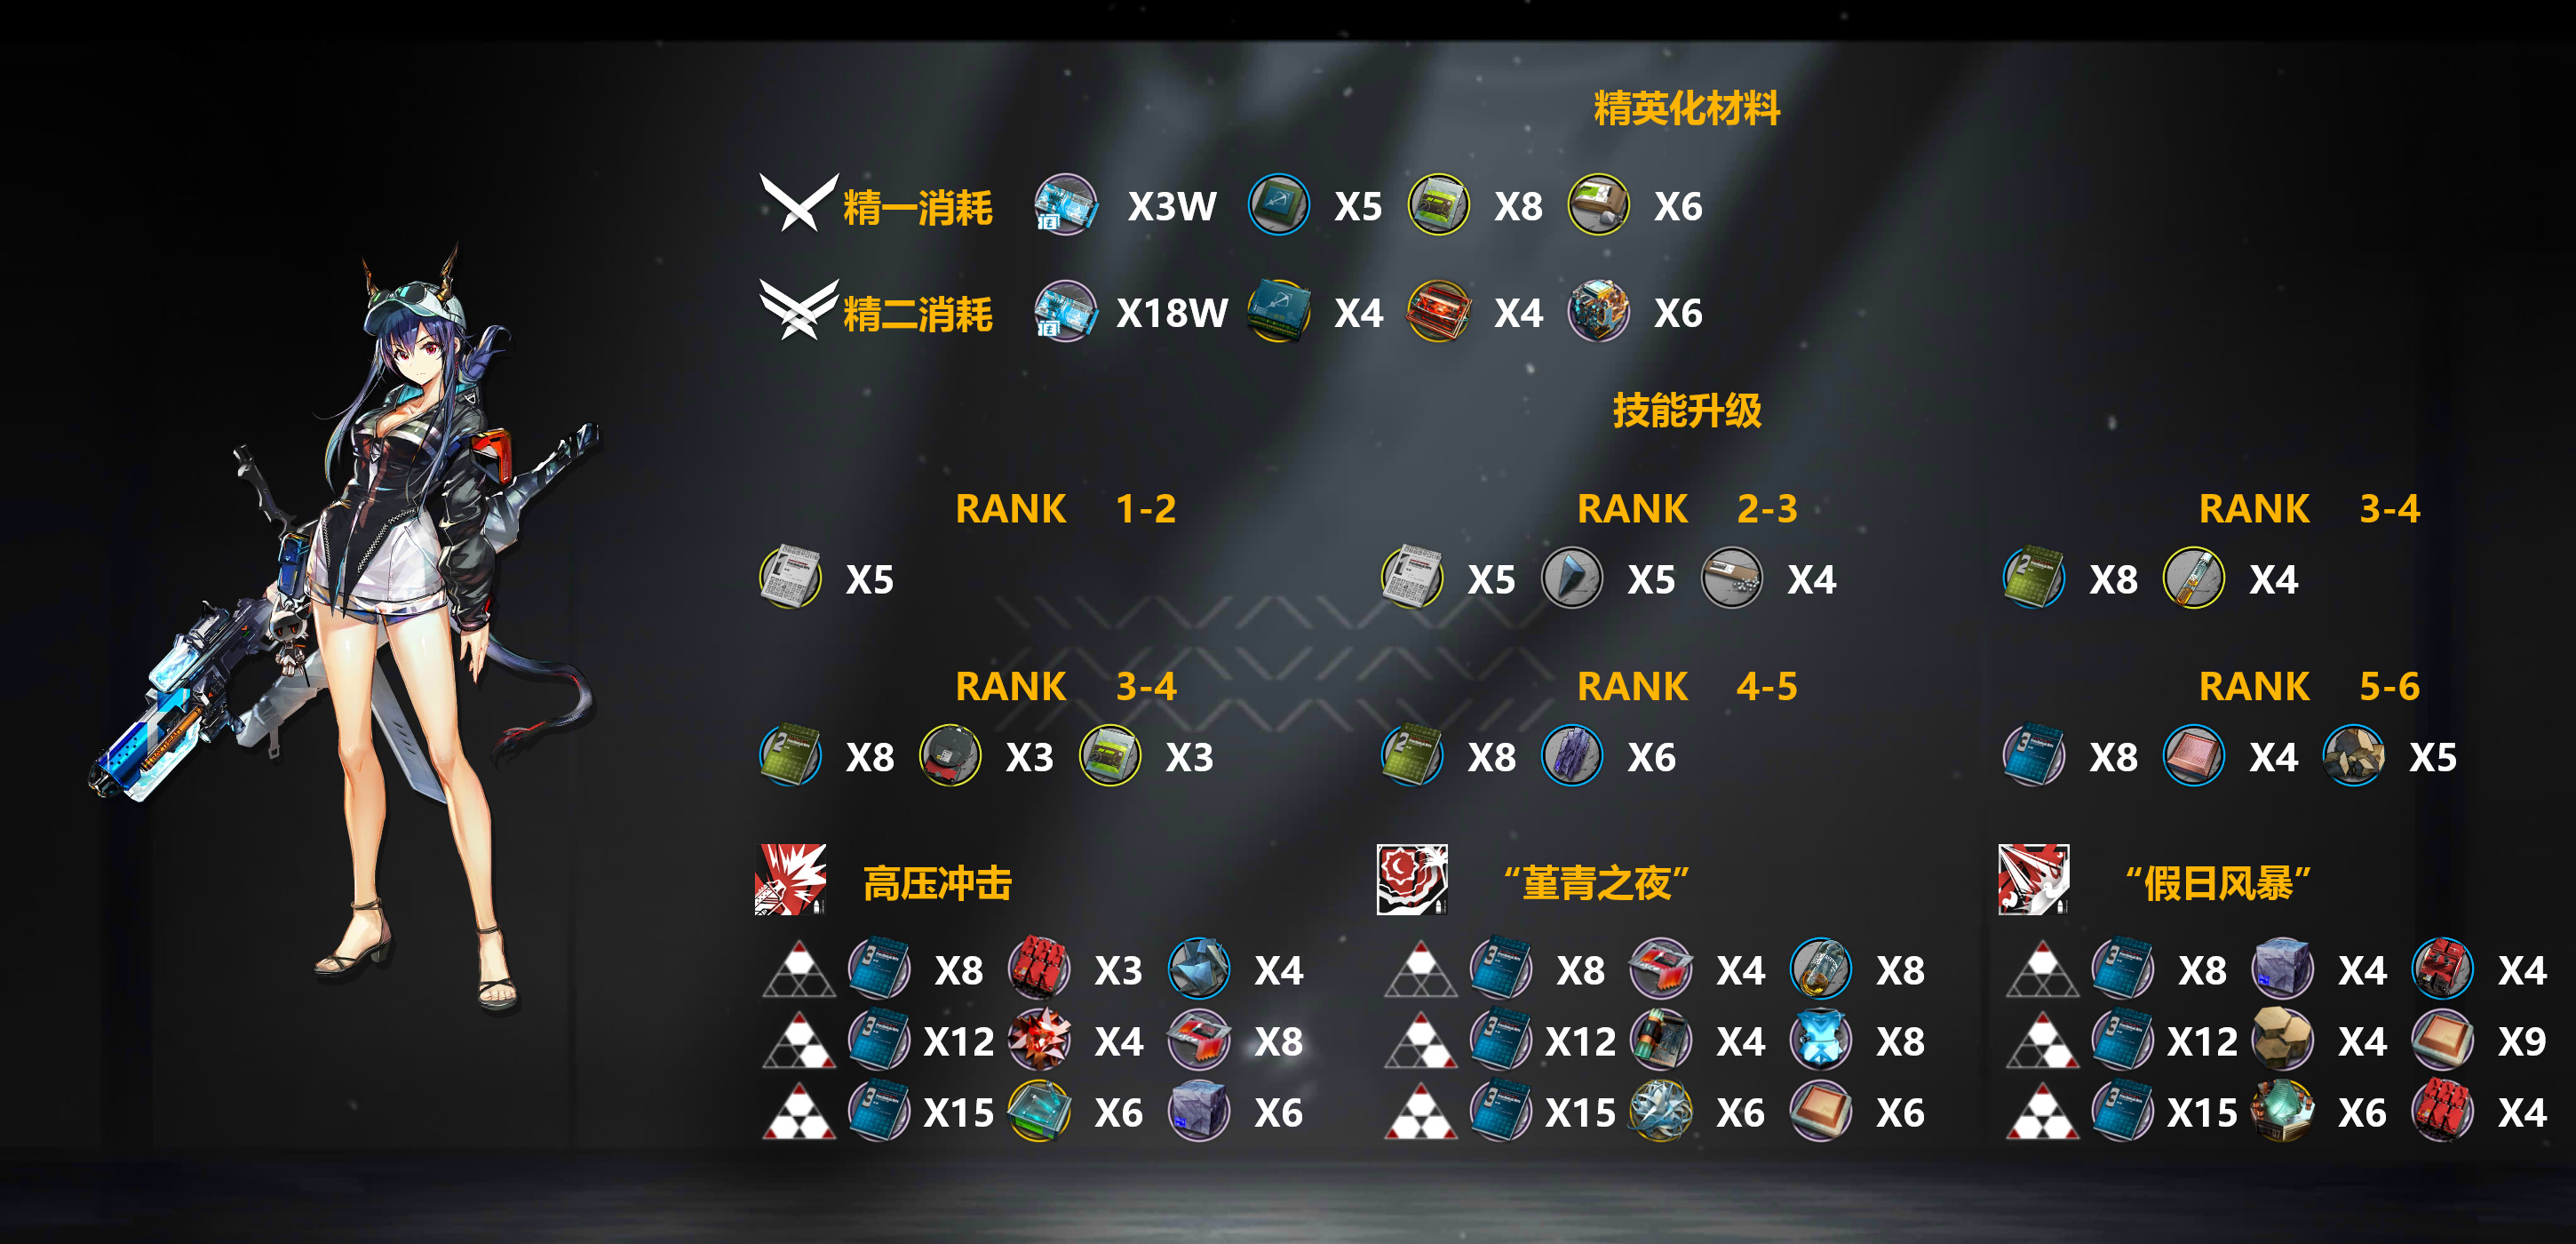 精英化材料
精一消耗 X3W X5 X8 X6
精二消耗 X18W X4 X4 X6
技能升级
RANK 1-2 RANK 2-3 RANK 3-4
X5 X5 X5 X4 X8 X4
RANK 3-4 RANK 4-5 RANK 5-6
X8 X3 X3 X8 X6 X8 X4 X5
高压冲击 “堇青之夜” “假日风暴”
X8 X3 X4 X8 X4 X8 X8 X4 X4
X12 X4 X8 X12 X4 X8 X12 X4 X9
X15 X6 X6 X15 X6 X6 X15 X6 X4